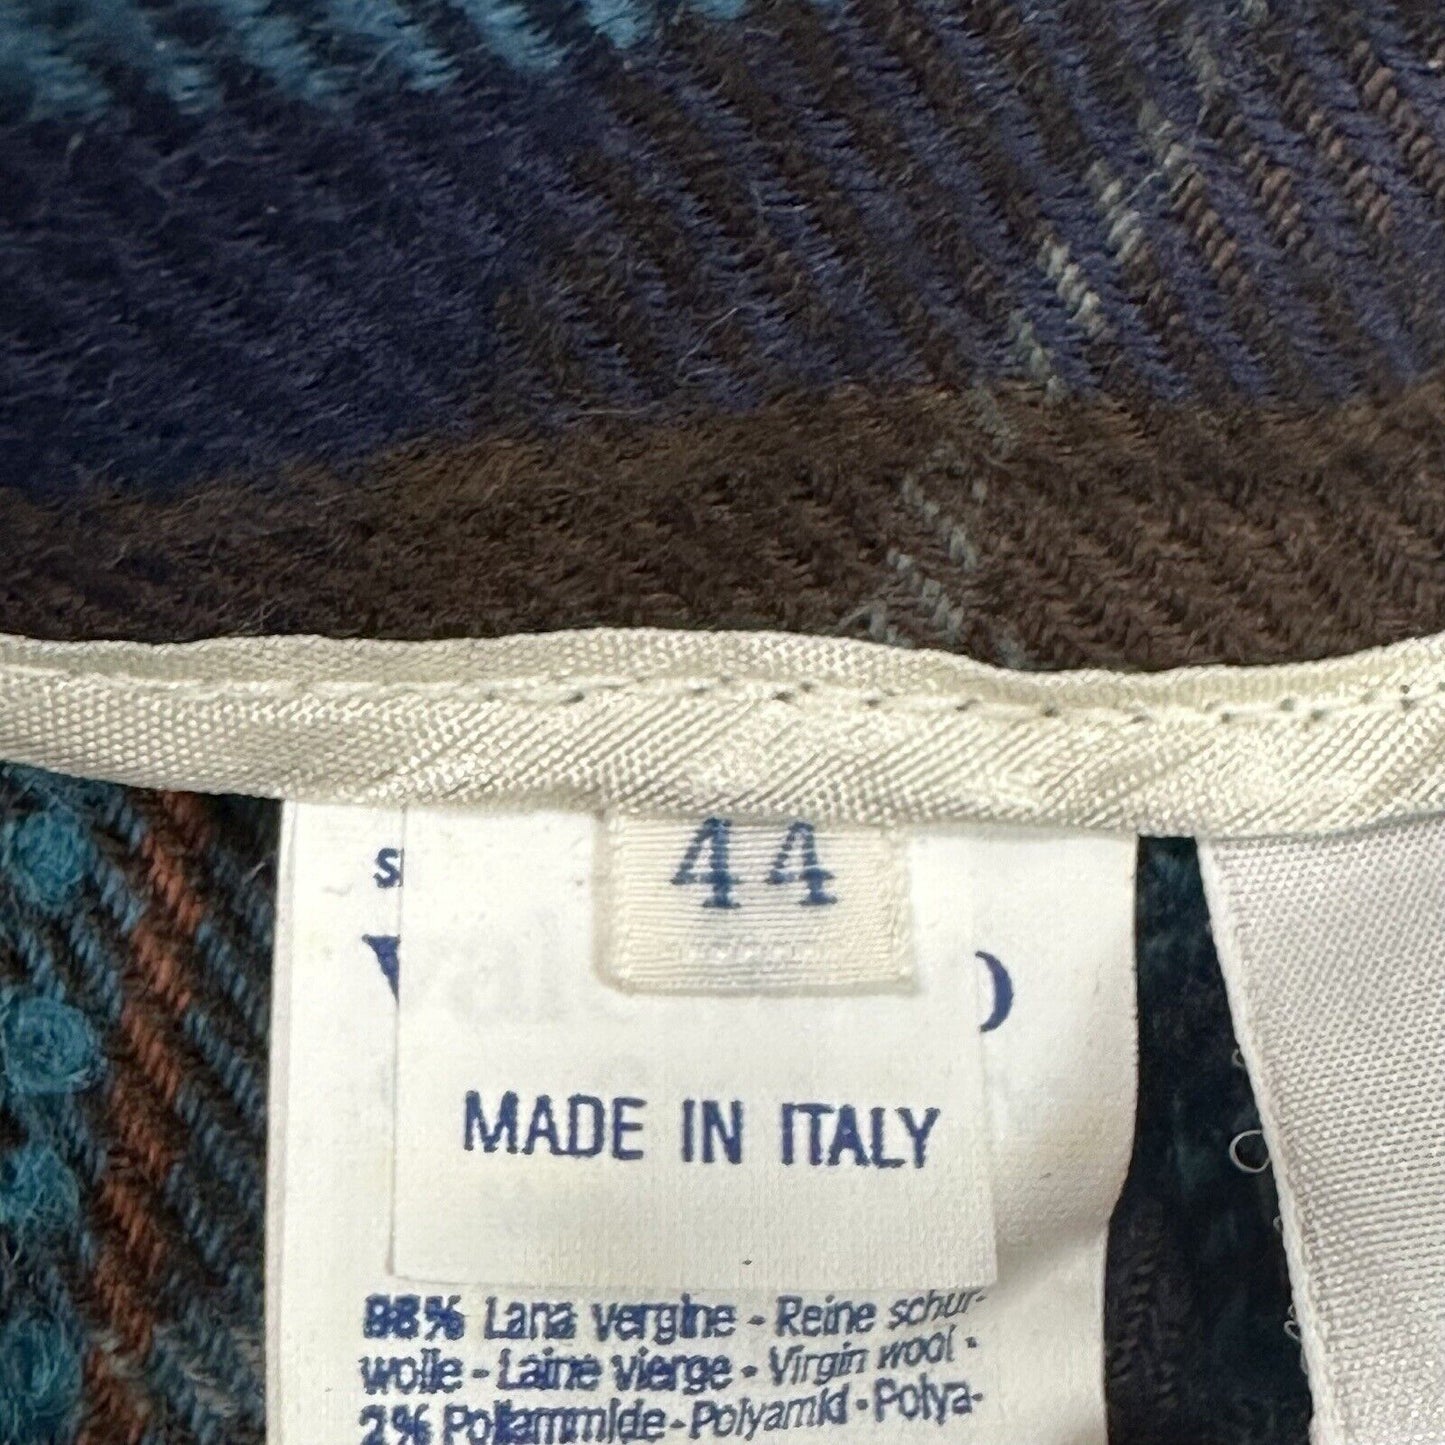 44
MADE IN ITALY
98% Lana vergine - Reine schur-
wolle - Laine vierge - Virgin wool -
2% Poliammide - Polyamid - Polya-